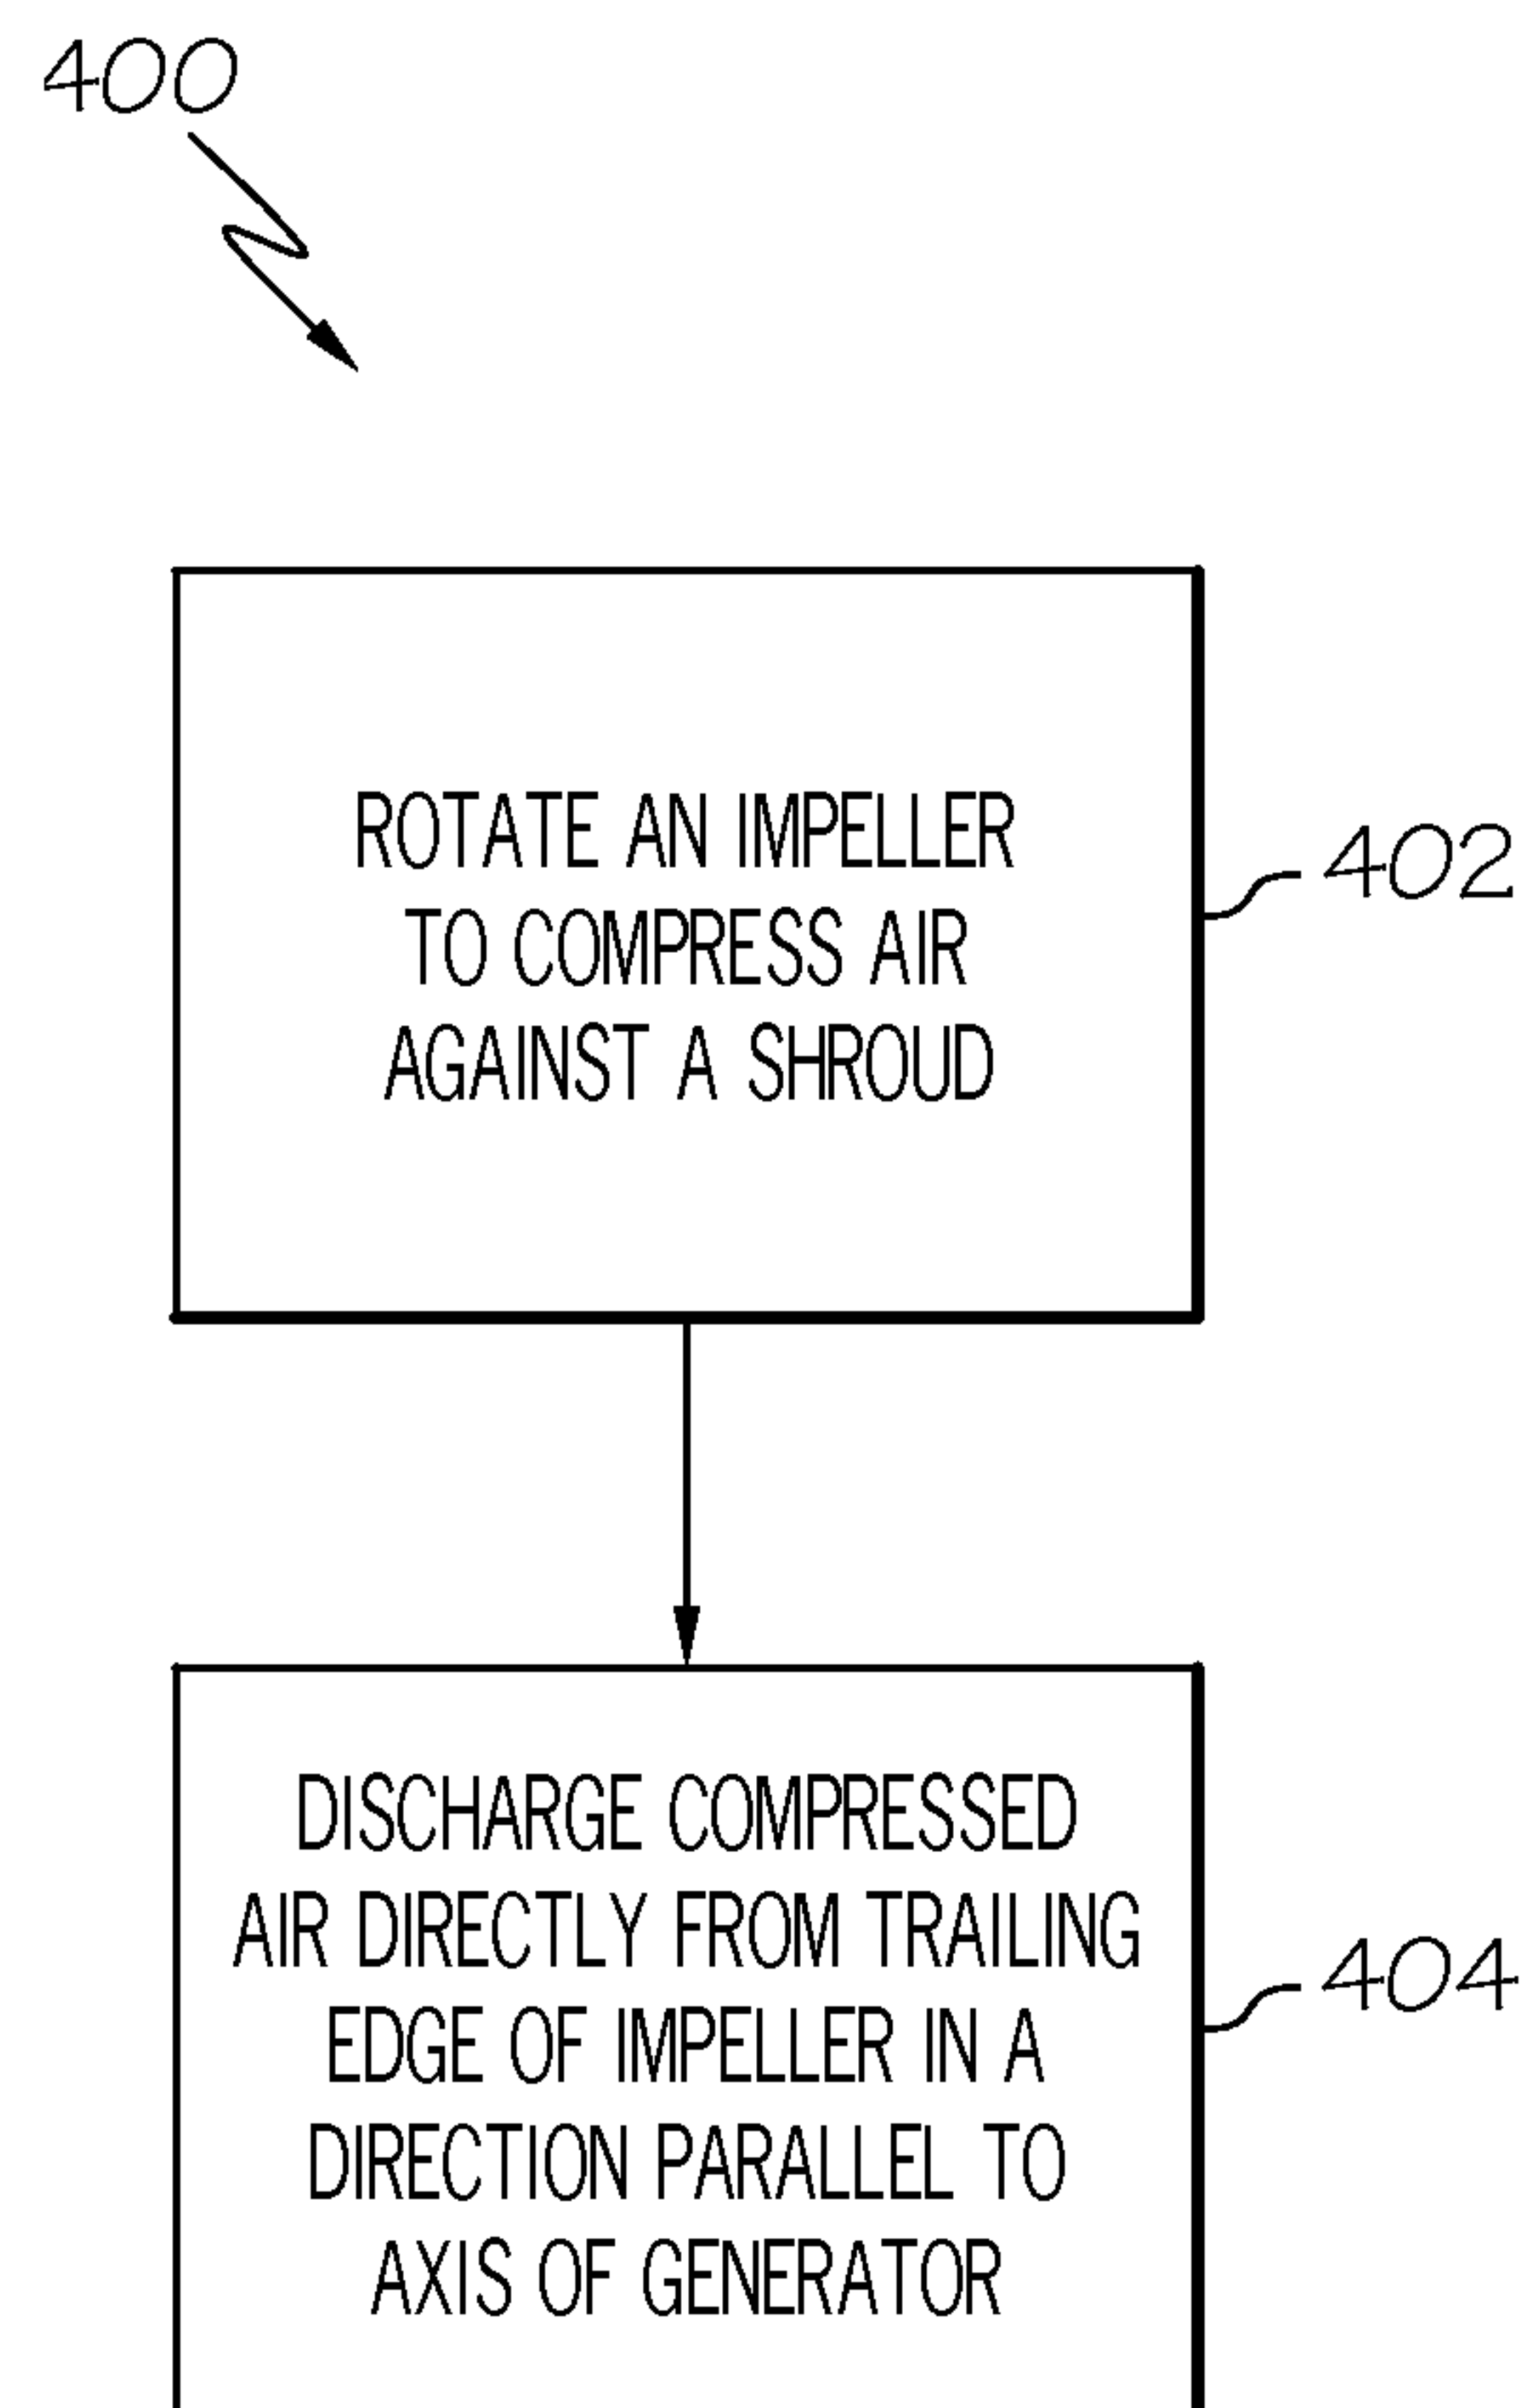 400
ROTATE AN IMPELLER
TO COMPRESS AIR
AGAINST A SHROUD
402
DISCHARGE COMPRESSED
AIR DIRECTLY FROM TRAILING
EDGE OF IMPELLER IN A
DIRECTION PARALLEL TO
AXIS OF GENERATOR
404